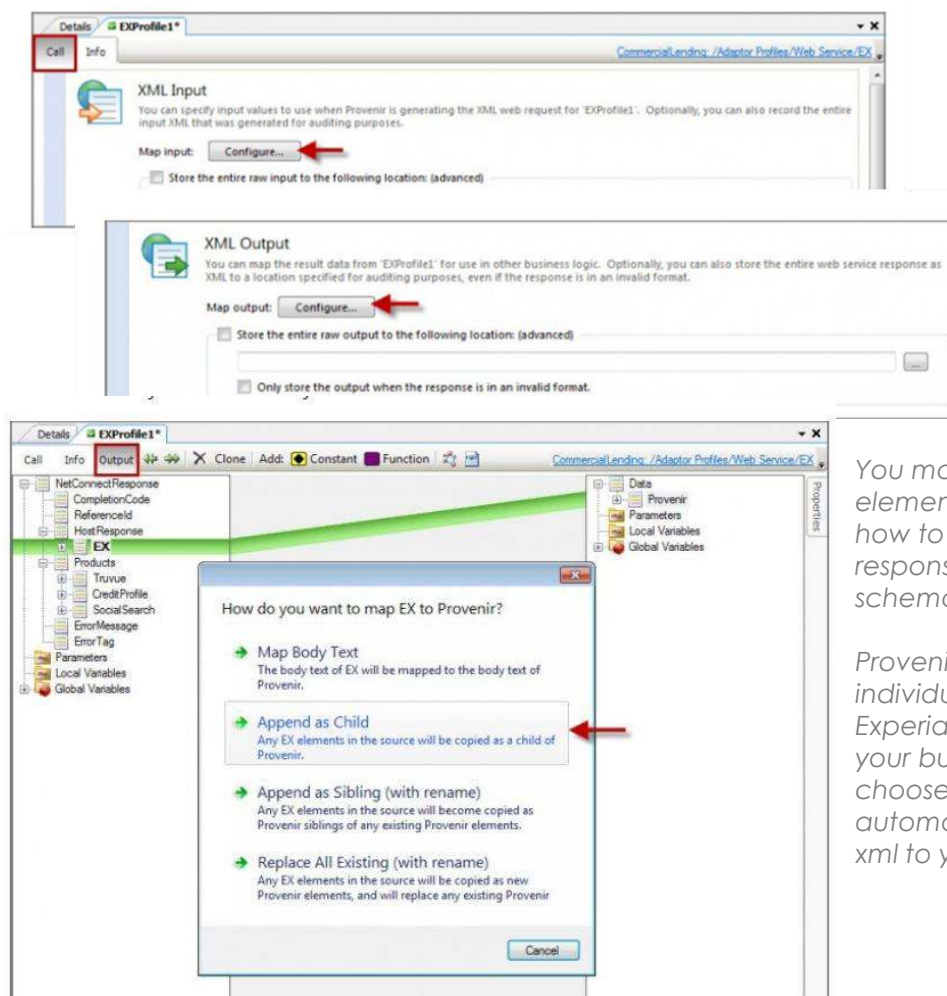 Details EXProfile1*
Call Info CommercialLending: /Adaptor Profiles/Web Service/EX
XML Input
You can specify input values to use when Provenir is generating the XML web request for 'EXProfile1'. Optionally, you can also record the entire
input XML that was generated for auditing purposes.
Map input: Configure...
Store the entire raw input to the following location: (advanced)
XML Output
You can map the result data from 'EXProfile1' for use in other business logic. Optionally, you can also store the entire web service response as
XML to a location specified for auditing purposes, even if the response is in an invalid format.
Map output: Configure...
Store the entire raw output to the following location: (advanced)
...
Only store the output when the response is in an invalid format.
Details EXProfile1*
Call Info Output Clone Add: Constant Function CommercialLending: /Adaptor Profiles/Web Service/EX
NetConnectResponse
CompletionCode
ReferenceId
HostResponse
EX
Products
Truvue
CreditProfile
SocialSearch
ErrorMessage
ErrorTag
Parameters
Local Variables
Global Variables
Data
Provenir
Parameters
Local Variables
Global Variables
Properties
How do you want to map EX to Provenir?
Map Body Text
The body text of EX will be mapped to the body text of
Provenir.
Append as Child
Any EX elements in the source will be copied as a child of
Provenir.
Append as Sibling (with rename)
Any EX elements in the source will become copied as
Provenir siblings of any existing Provenir elements.
Replace All Existing (with rename)
Any EX elements in the source will be copied as new
Provenir elements, and will replace any existing Provenir
Cancel
You
element
how to
respons
schema
Proveni
individu
Experia
your bu
choose
automa
xml to y